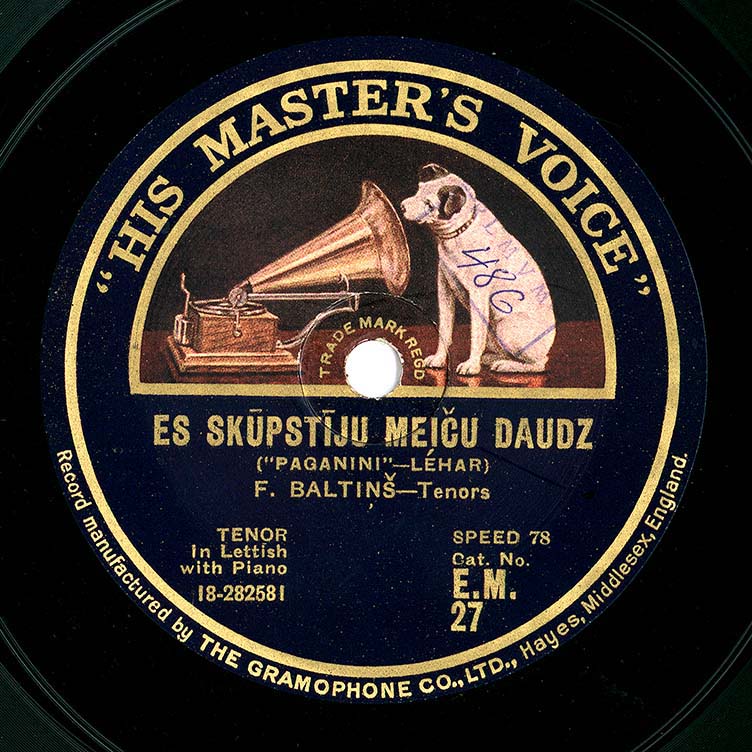 "HIS MASTER'S VOICE"
486
TRADE MARK REGD
ES SKŪPSTĪJU MEIČU DAUDZ
("PAGANINI"—LÉHAR)
F. BALTIŅŠ—Tenors
TENOR
In Lettish
with Piano
18-282581
SPEED 78
Cat. No.
E.M.
27
Record manufactured by THE GRAMOPHONE CO., LTD., Hayes, Middlesex, England.